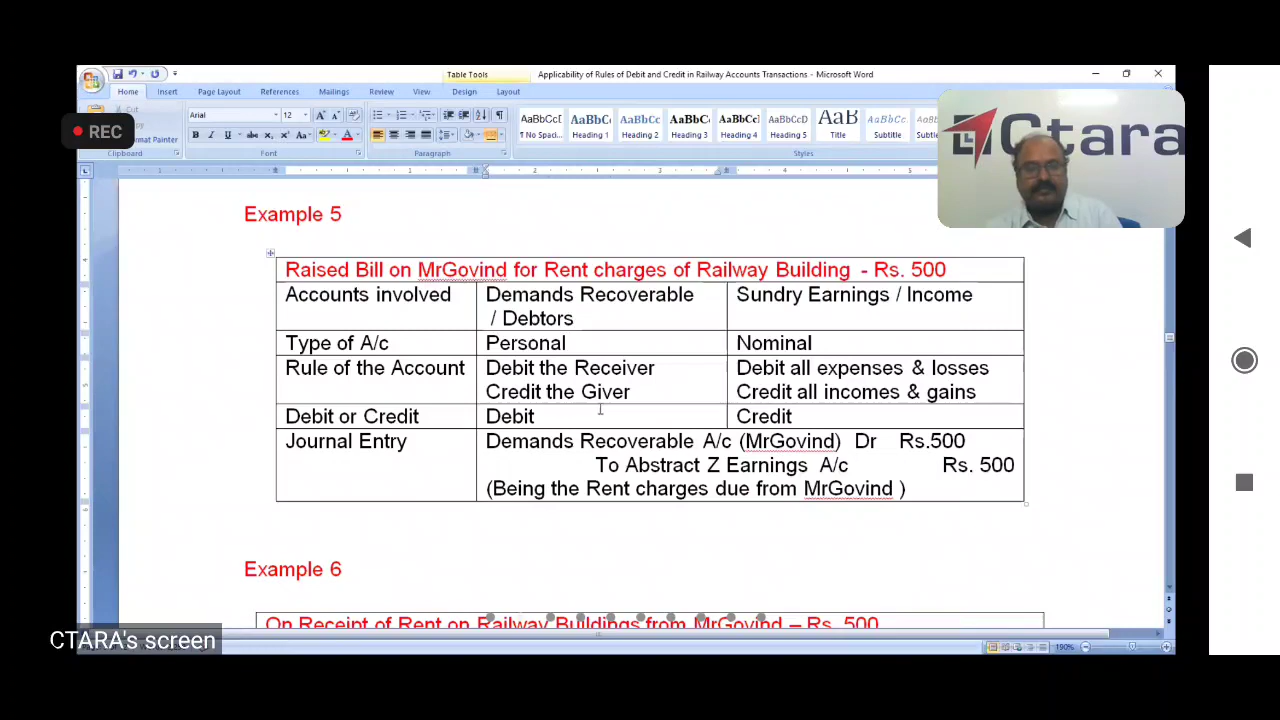 Table Tools
Applicability of Rules of Debit and Credit in Railway Accounts Transactions - Microsoft Word
Home Insert Page Layout References Mailings Review View Design Layout
Cut
Format Painter
Clipboard
REC
Arial 12
Font
Paragraph
AaBbCcI AaBbCc AaBbCc AaBbCc AaBbCc AaBbCcD AaB AaBbCc.
¶ No Spaci... Heading 1 Heading 2 Heading 3 Heading 4 Heading 5 Title Subtitle
Styles
Ctara
Example 5
Raised Bill on MrGovind for Rent charges of Railway Building - Rs. 500
Accounts involved Demands Recoverable Sundry Earnings / Income
/ Debtors
Type of A/c Personal Nominal
Rule of the Account Debit the Receiver Debit all expenses & losses
Credit the Giver Credit all incomes & gains
Debit or Credit Debit Credit
Journal Entry Demands Recoverable A/c (MrGovind) Dr Rs.500
To Abstract Z Earnings A/c Rs. 500
(Being the Rent charges due from MrGovind )
Example 6
On Receipt of Rent on Railway Buildings from MrGovind – Rs. 500
CTARA's screen
190%